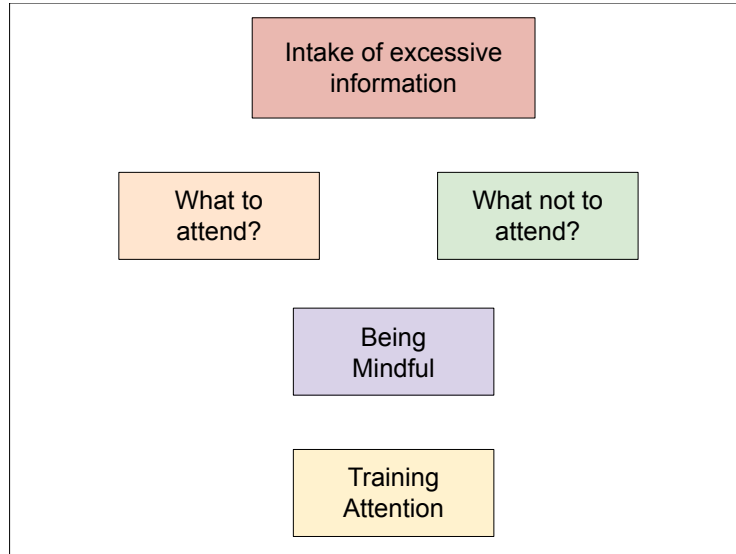 Intake of excessive
information
What to
attend?
What not to
attend?
Being
Mindful
Training
Attention